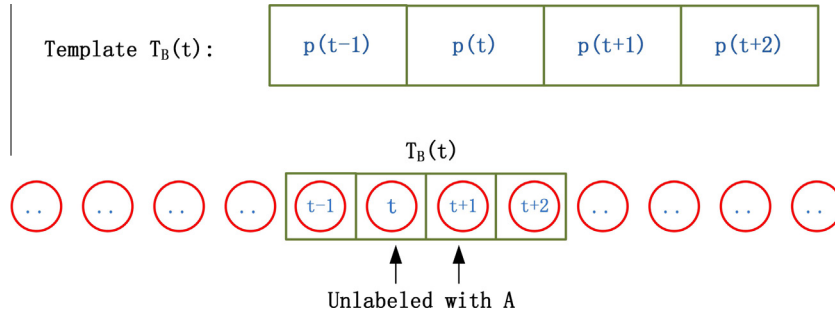 Template T_B(t): p(t-1) p(t) p(t+1) p(t+2)
T_B(t)
.. .. .. .. t-1 t t+1 t+2 .. .. .. ..
Unlabeled with A